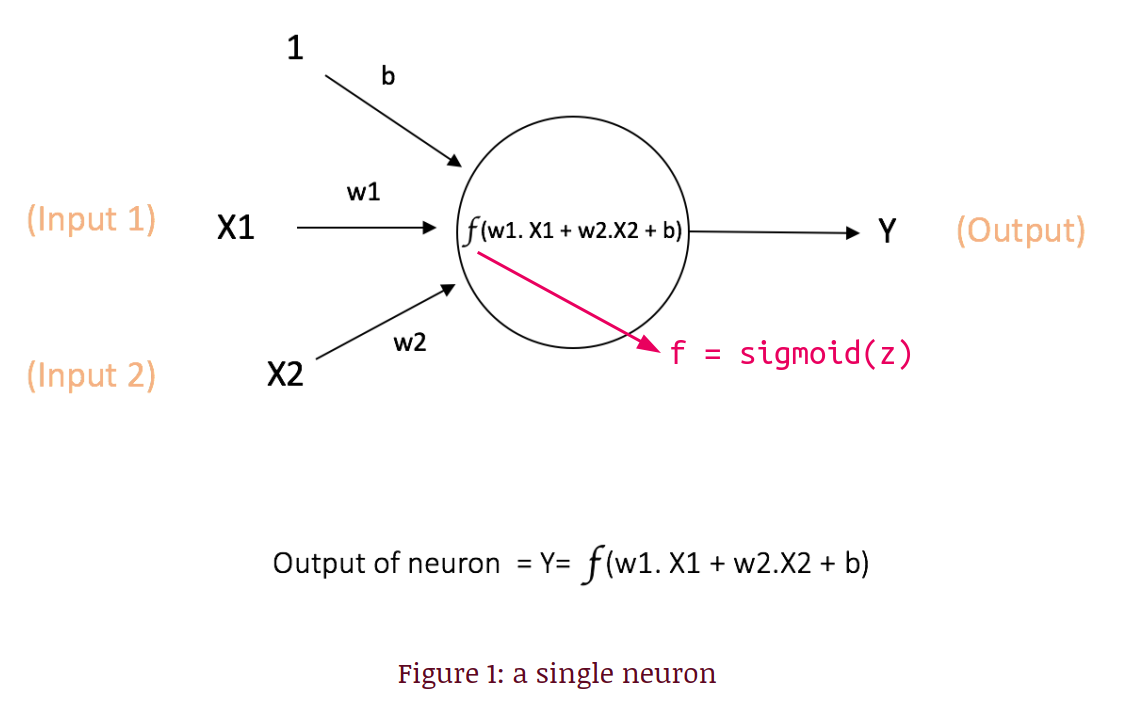 1
b
w1
(Input 1) X1 f(w1. X1 + w2.X2 + b) Y (Output)
w2
f = sigmoid(z)
(Input 2) X2
Output of neuron = Y= f(w1. X1 + w2.X2 + b)
Figure 1: a single neuron